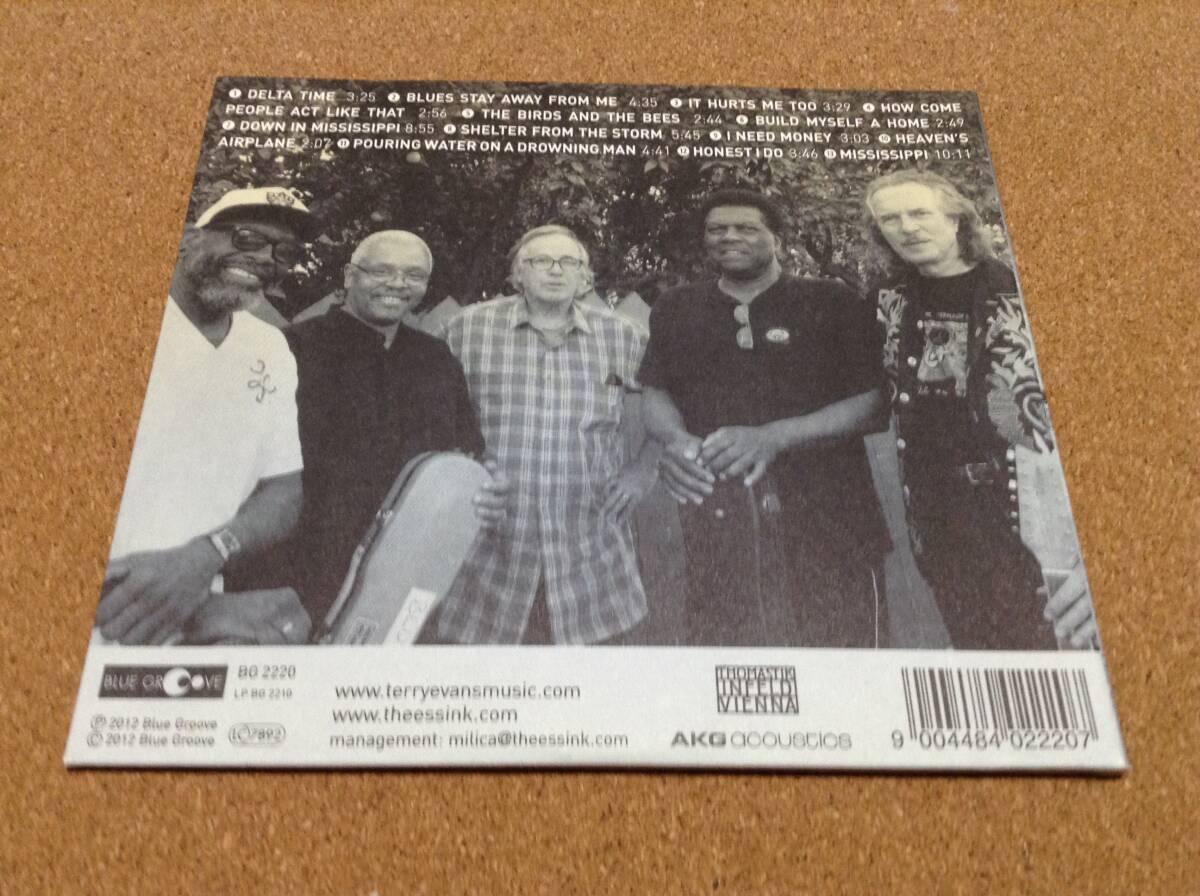 1 DELTA TIME 3:25 2 BLUES STAY AWAY FROM ME 4:35 3 IT HURTS ME TOO 3:29 4 HOW COME
PEOPLE ACT LIKE THAT 2:56 5 THE BIRDS AND THE BEES 2:44 6 BUILD MYSELF A HOME 2:49
7 DOWN IN MISSISSIPPI 8:55 8 SHELTER FROM THE STORM 5:45 9 I NEED MONEY 3:03 10 HEAVEN'S
AIRPLANE 2:07 11 POURING WATER ON A DROWNING MAN 4:41 12 HONEST I DO 3:46 13 MISSISSIPPI 10:11
BLUE GROOVE
BG 2220
LP BG 2210
℗ 2012 Blue Groove
© 2012 Blue Groove
LC 7892
www.terryevansmusic.com
www.theessink.com
management: milica@theessink.com
THOMASTIK
INFELD
VIENNA
AKG acoustics
9 004484 022207